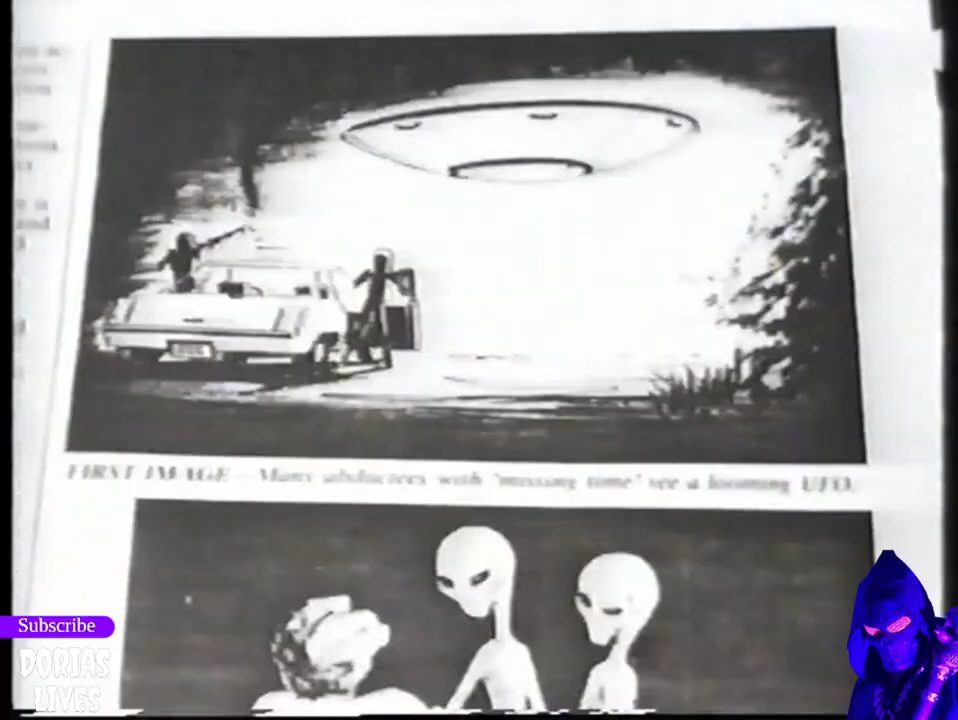 FIRST IMAGE — Many abductees with 'missing time' see a looming UFO.
Subscribe
DORIAS
LIVES